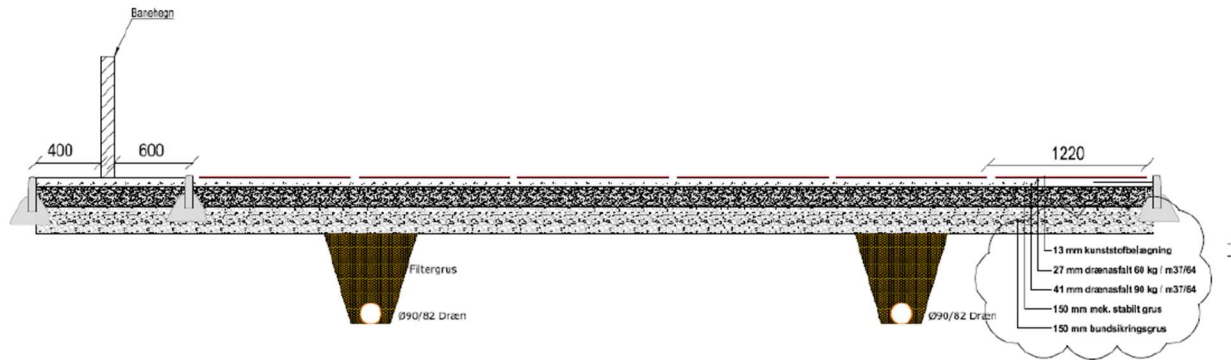 Banehegn
400
600
1220
Filtergrus
Ø90/82 Dræn
Ø90/82 Dræn
13 mm kunststofbelægning
27 mm drænasfalt 60 kg / m37/64
41 mm drænasfalt 90 kg / m37/64
150 mm mek. stabilt grus
150 mm bundsikringsgrus